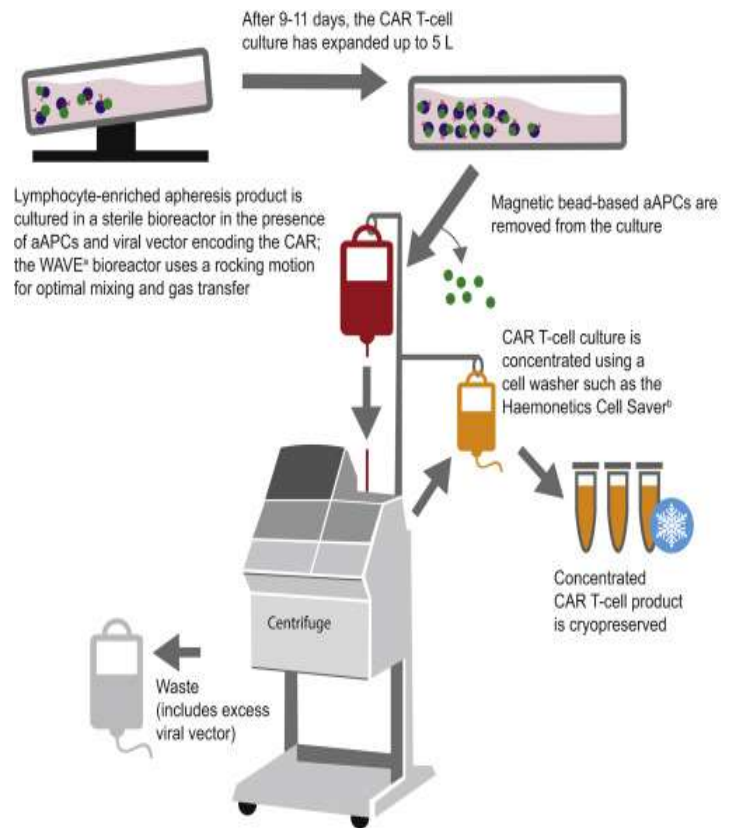 After 9-11 days, the CAR T-cell
culture has expanded up to 5 L
Lymphocyte-enriched apheresis product is
cultured in a sterile bioreactor in the presence
of aAPCs and viral vector encoding the CAR;
the WAVEᵃ bioreactor uses a rocking motion
for optimal mixing and gas transfer
Magnetic bead-based aAPCs are
removed from the culture
CAR T-cell culture is
concentrated using a
cell washer such as the
Haemonetics Cell Saverᵇ
Concentrated
CAR T-cell product
is cryopreserved
Centrifuge
Waste
(includes excess
viral vector)